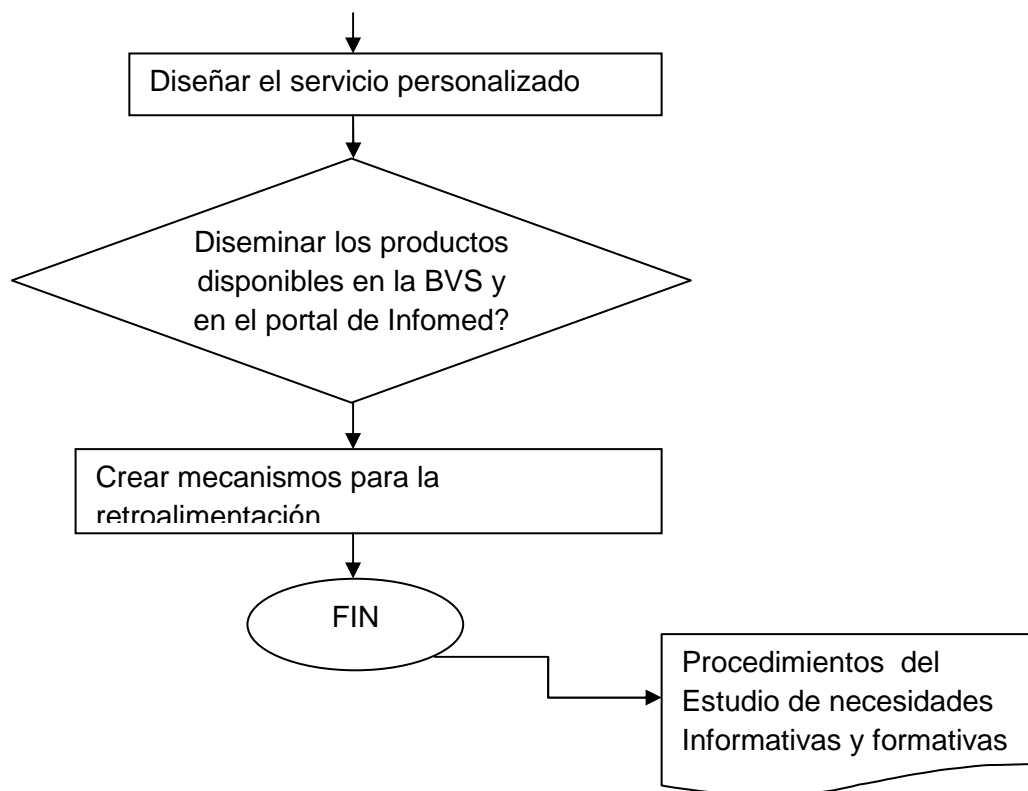 Diseñar el servicio personalizado
Diseminar los productos
disponibles en la BVS y
en el portal de Infomed?
Crear mecanismos para la
retroalimentación
FIN
Procedimientos del
Estudio de necesidades
Informativas y formativas